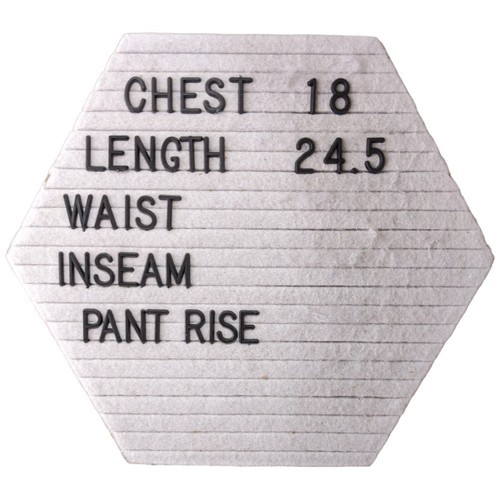 CHEST 18
LENGTH 24.5
WAIST
INSEAM
PANT RISE